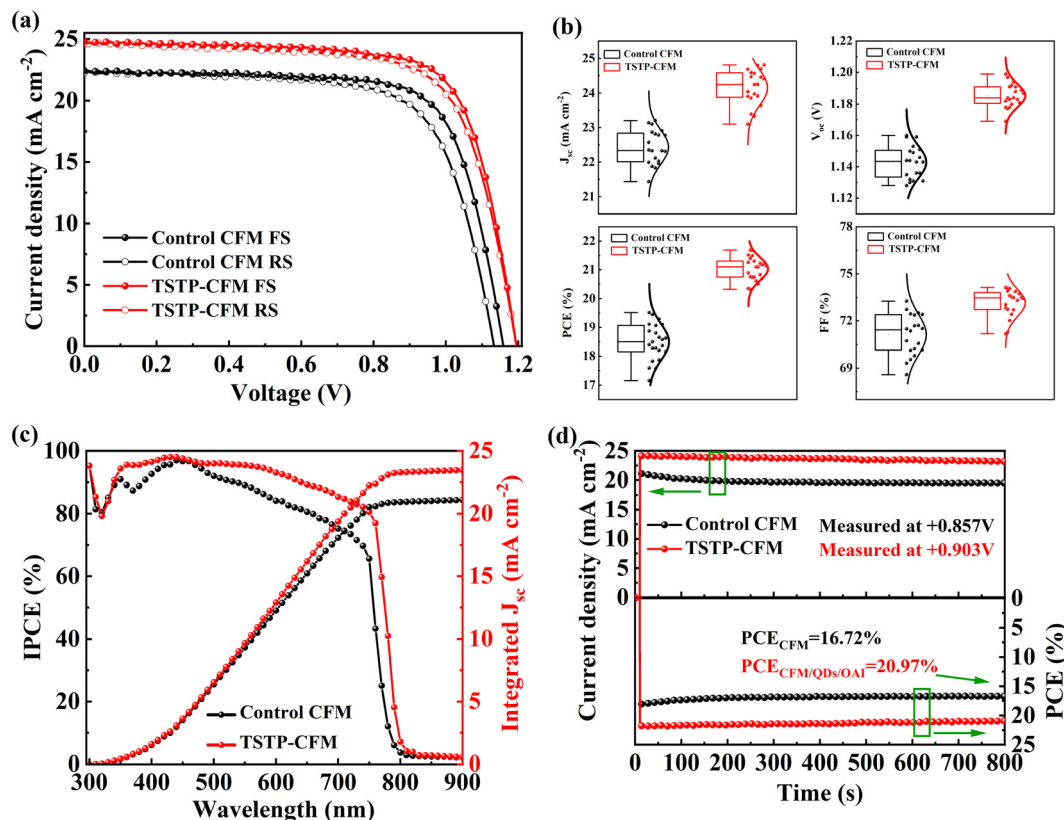 (a)
25
20
15
10
5
0
Current density (mA cm⁻²)
Control CFM FS
Control CFM RS
TSTP-CFM FS
TSTP-CFM RS
0.0 0.2 0.4 0.6 0.8 1.0 1.2
Voltage (V)
(b)
Control CFM
TSTP-CFM
25
24
23
22
21
Jsc (mA cm⁻²)
Control CFM
TSTP-CFM
1.20
1.18
1.16
1.14
1.12
Voc (V)
Control CFM
TSTP-CFM
22
21
20
19
18
17
PCE (%)
Control CFM
TSTP-CFM
75
72
69
FF (%)
(c)
100
80
60
40
20
0
IPCE (%)
25
20
15
10
5
0
Integrated Jsc (mA cm⁻²)
Control CFM
TSTP-CFM
300 400 500 600 700 800 900
Wavelength (nm)
(d)
25
20
15
10
5
0
Current density (mA cm⁻²)
Control CFM
TSTP-CFM
Measured at +0.857V
Measured at +0.903V
0
5
10
15
20
25
PCE (%)
PCECFM=16.72%
PCECFM/QDs/OAI=20.97%
0 100 200 300 400 500 600 700 800
Time (s)